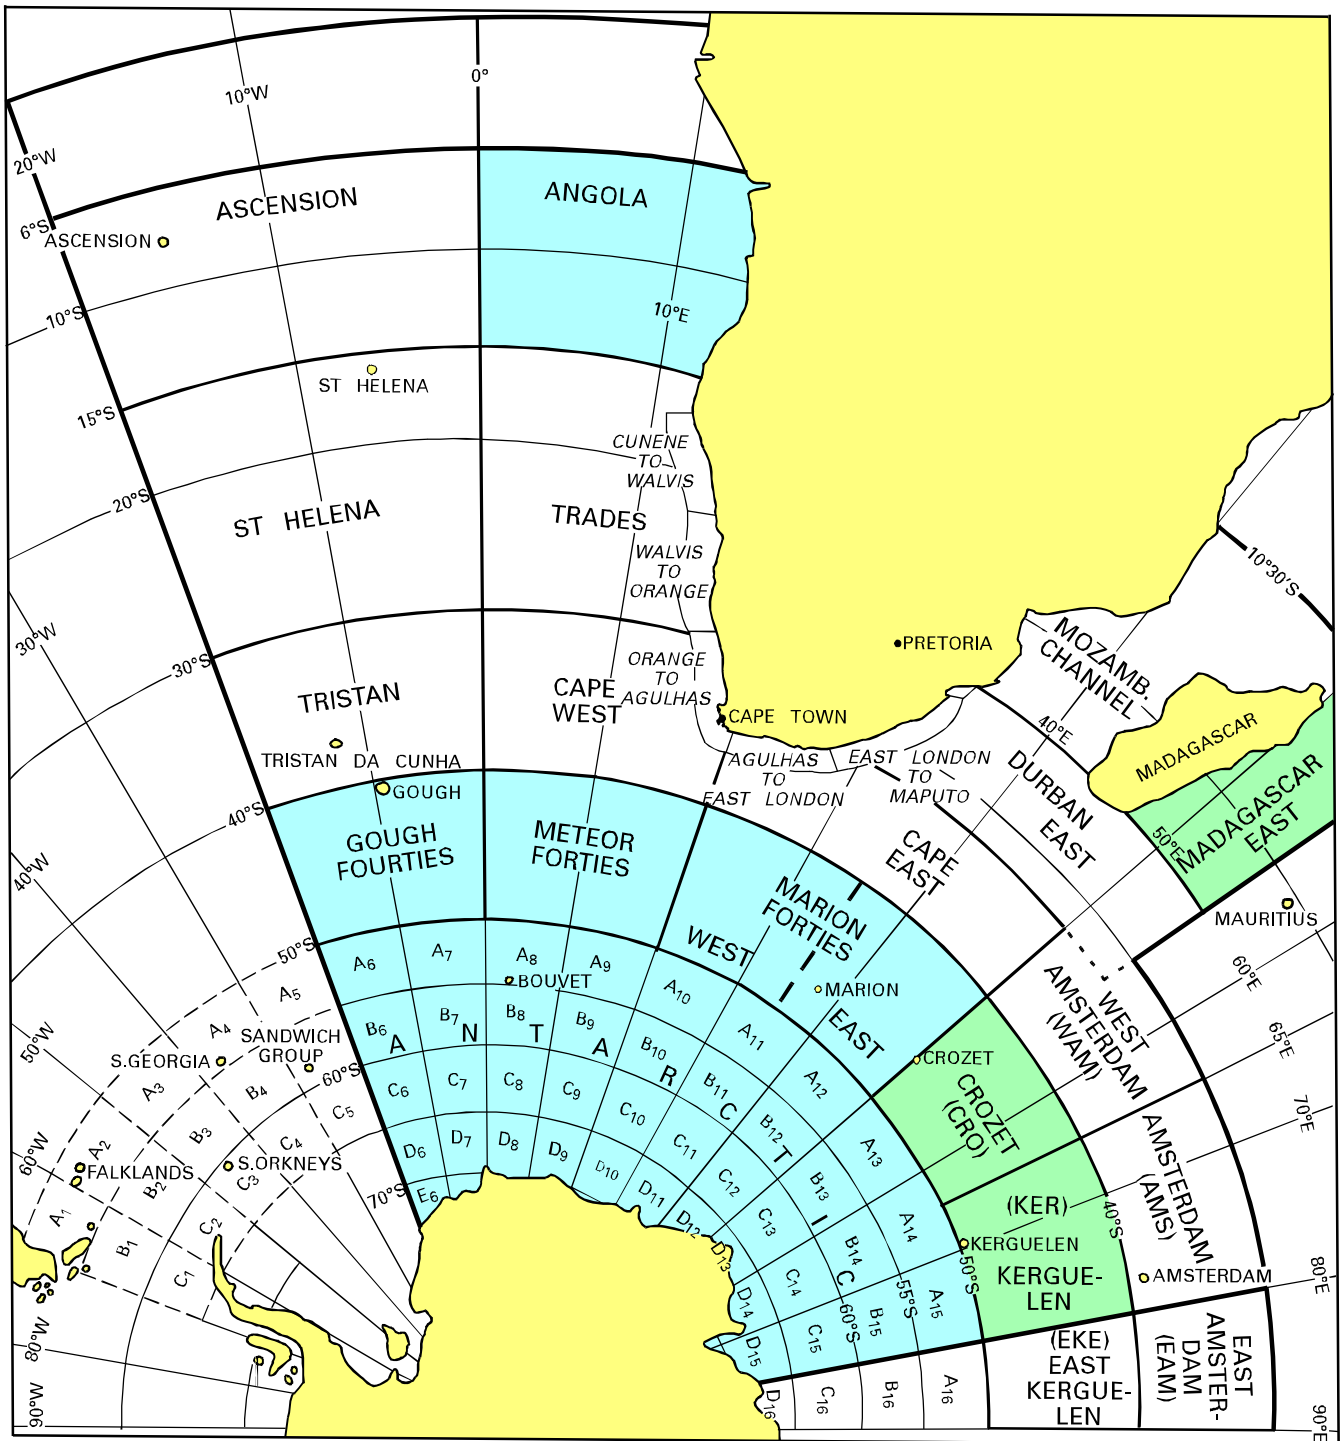 0°
10°W
20°W
6°S
ASCENSION
ANGOLA
ASCENSION
10°S
10°E
ST HELENA
15°S
CUNENE
TO
WALVIS
20°S
ST HELENA
TRADES
WALVIS
TO
ORANGE
10°30'S
30°W
30°S
ORANGE
TO
AGULHAS
PRETORIA
MOZAMB.
CHANNEL
TRISTAN
CAPE
WEST
CAPE TOWN
40°E
MADAGASCAR
TRISTAN DA CUNHA
GOUGH
AGULHAS
TO
EAST LONDON
EAST LONDON
TO
MAPUTO
DURBAN
EAST
MADAGASCAR
EAST
50°E
40°S
40°W
GOUGH
FOURTIES
METEOR
FORTIES
CAPE
EAST
MARION
FORTIES
WEST
EAST
MARION
MAURITIUS
60°E
65°E
70°E
50°S
A5
A6
A7
A8
A9
A10
A11
A12
A13
A14
A15
A16
BOUVET
WEST
AMSTERDAM
(WAM)
50°W
A4
SANDWICH
GROUP
S.GEORGIA
60°S
B6
B7
B8
B9
B10
B11
B12
B13
B14
B15
B16
A N T A R C T I C
CROZET
CROZET
(CRO)
A3
B4
C5
C6
C7
C8
C9
C10
C11
C12
C13
C14
C15
C16
AMSTERDAM
(AMS)
60°W
A2
B3
C4
S.ORKNEYS
FALKLANDS
B2
C3
70°S
D6
D7
D8
D9
D10
D11
D12
D13
D14
D15
D16
E6
(KER)
KERGUELEN
KERGUE-
LEN
40°S
50°S
55°S
60°S
A1
B1
C2
C1
AMSTERDAM
80°E
80°W
90°W
(EKE)
EAST
KERGUE-
LEN
EAST
AMSTER-
DAM
(EAM)
90°E